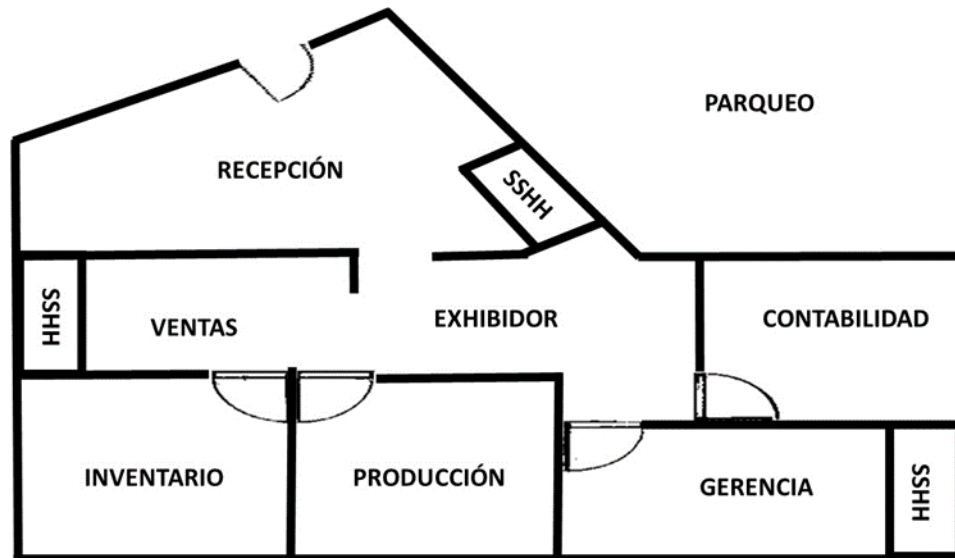 PARQUEO
RECEPCIÓN
SSHH
HHSS
VENTAS
EXHIBIDOR
CONTABILIDAD
INVENTARIO
PRODUCCIÓN
GERENCIA
HHSS